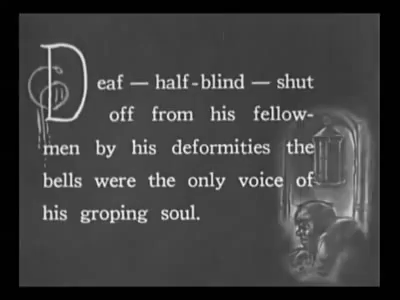 Deaf — half-blind — shut
off from his fellow-
men by his deformities the
bells were the only voice of
his groping soul.